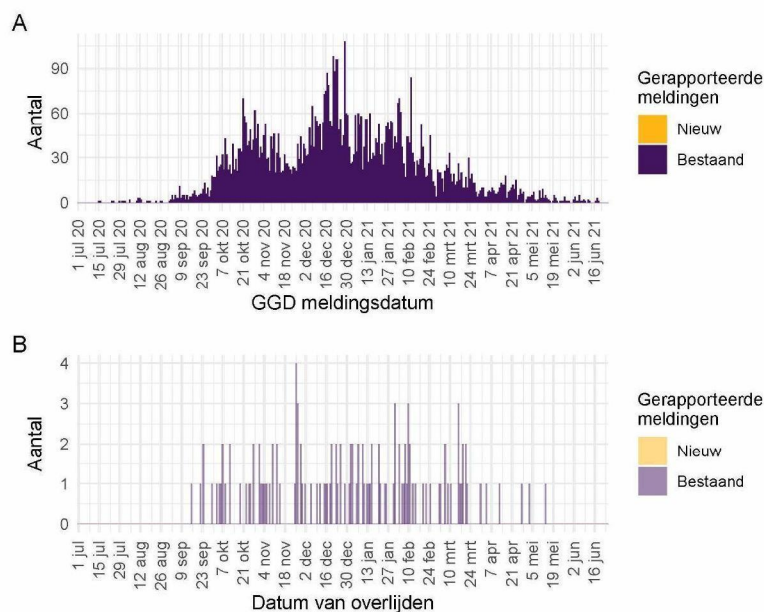 A
Aantal
90
60
30
0
1 jul 20
15 jul 20
29 jul 20
12 aug 20
26 aug 20
9 sep 20
23 sep 20
7 okt 20
21 okt 20
4 nov 20
18 nov 20
2 dec 20
16 dec 20
30 dec 20
13 jan 21
27 jan 21
10 feb 21
24 feb 21
10 mrt 21
24 mrt 21
7 apr 21
21 apr 21
5 mei 21
19 mei 21
2 jun 21
16 jun 21
GGD meldingsdatum
Gerapporteerde
meldingen
Nieuw
Bestaand
B
Aantal
4
3
2
1
0
1 jul
15 jul
29 jul
12 aug
26 aug
9 sep
23 sep
7 okt
21 okt
4 nov
18 nov
2 dec
16 dec
30 dec
13 jan
27 jan
10 feb
24 feb
10 mrt
24 mrt
7 apr
21 apr
5 mei
19 mei
2 jun
16 jun
Datum van overlijden
Gerapporteerde
meldingen
Nieuw
Bestaand